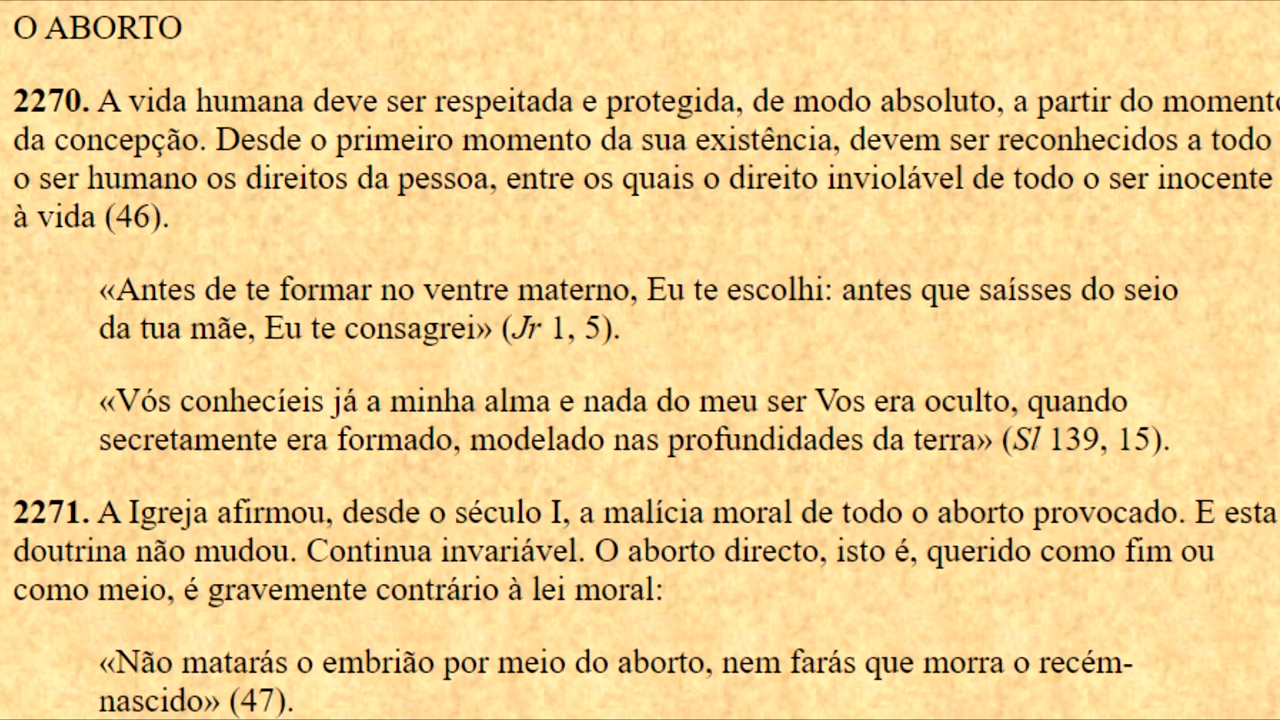 O ABORTO
2270. A vida humana deve ser respeitada e protegida, de modo absoluto, a partir do momento
da concepção. Desde o primeiro momento da sua existência, devem ser reconhecidos a todo
o ser humano os direitos da pessoa, entre os quais o direito inviolável de todo o ser inocente
à vida (46).
«Antes de te formar no ventre materno, Eu te escolhi: antes que saísses do seio
da tua mãe, Eu te consagrei» (Jr 1, 5).
«Vós conhecíeis já a minha alma e nada do meu ser Vos era oculto, quando
secretamente era formado, modelado nas profundidades da terra» (Sl 139, 15).
2271. A Igreja afirmou, desde o século I, a malícia moral de todo o aborto provocado. E esta
doutrina não mudou. Continua invariável. O aborto directo, isto é, querido como fim ou
como meio, é gravemente contrário à lei moral:
«Não matarás o embrião por meio do aborto, nem farás que morra o recém-
nascido» (47).